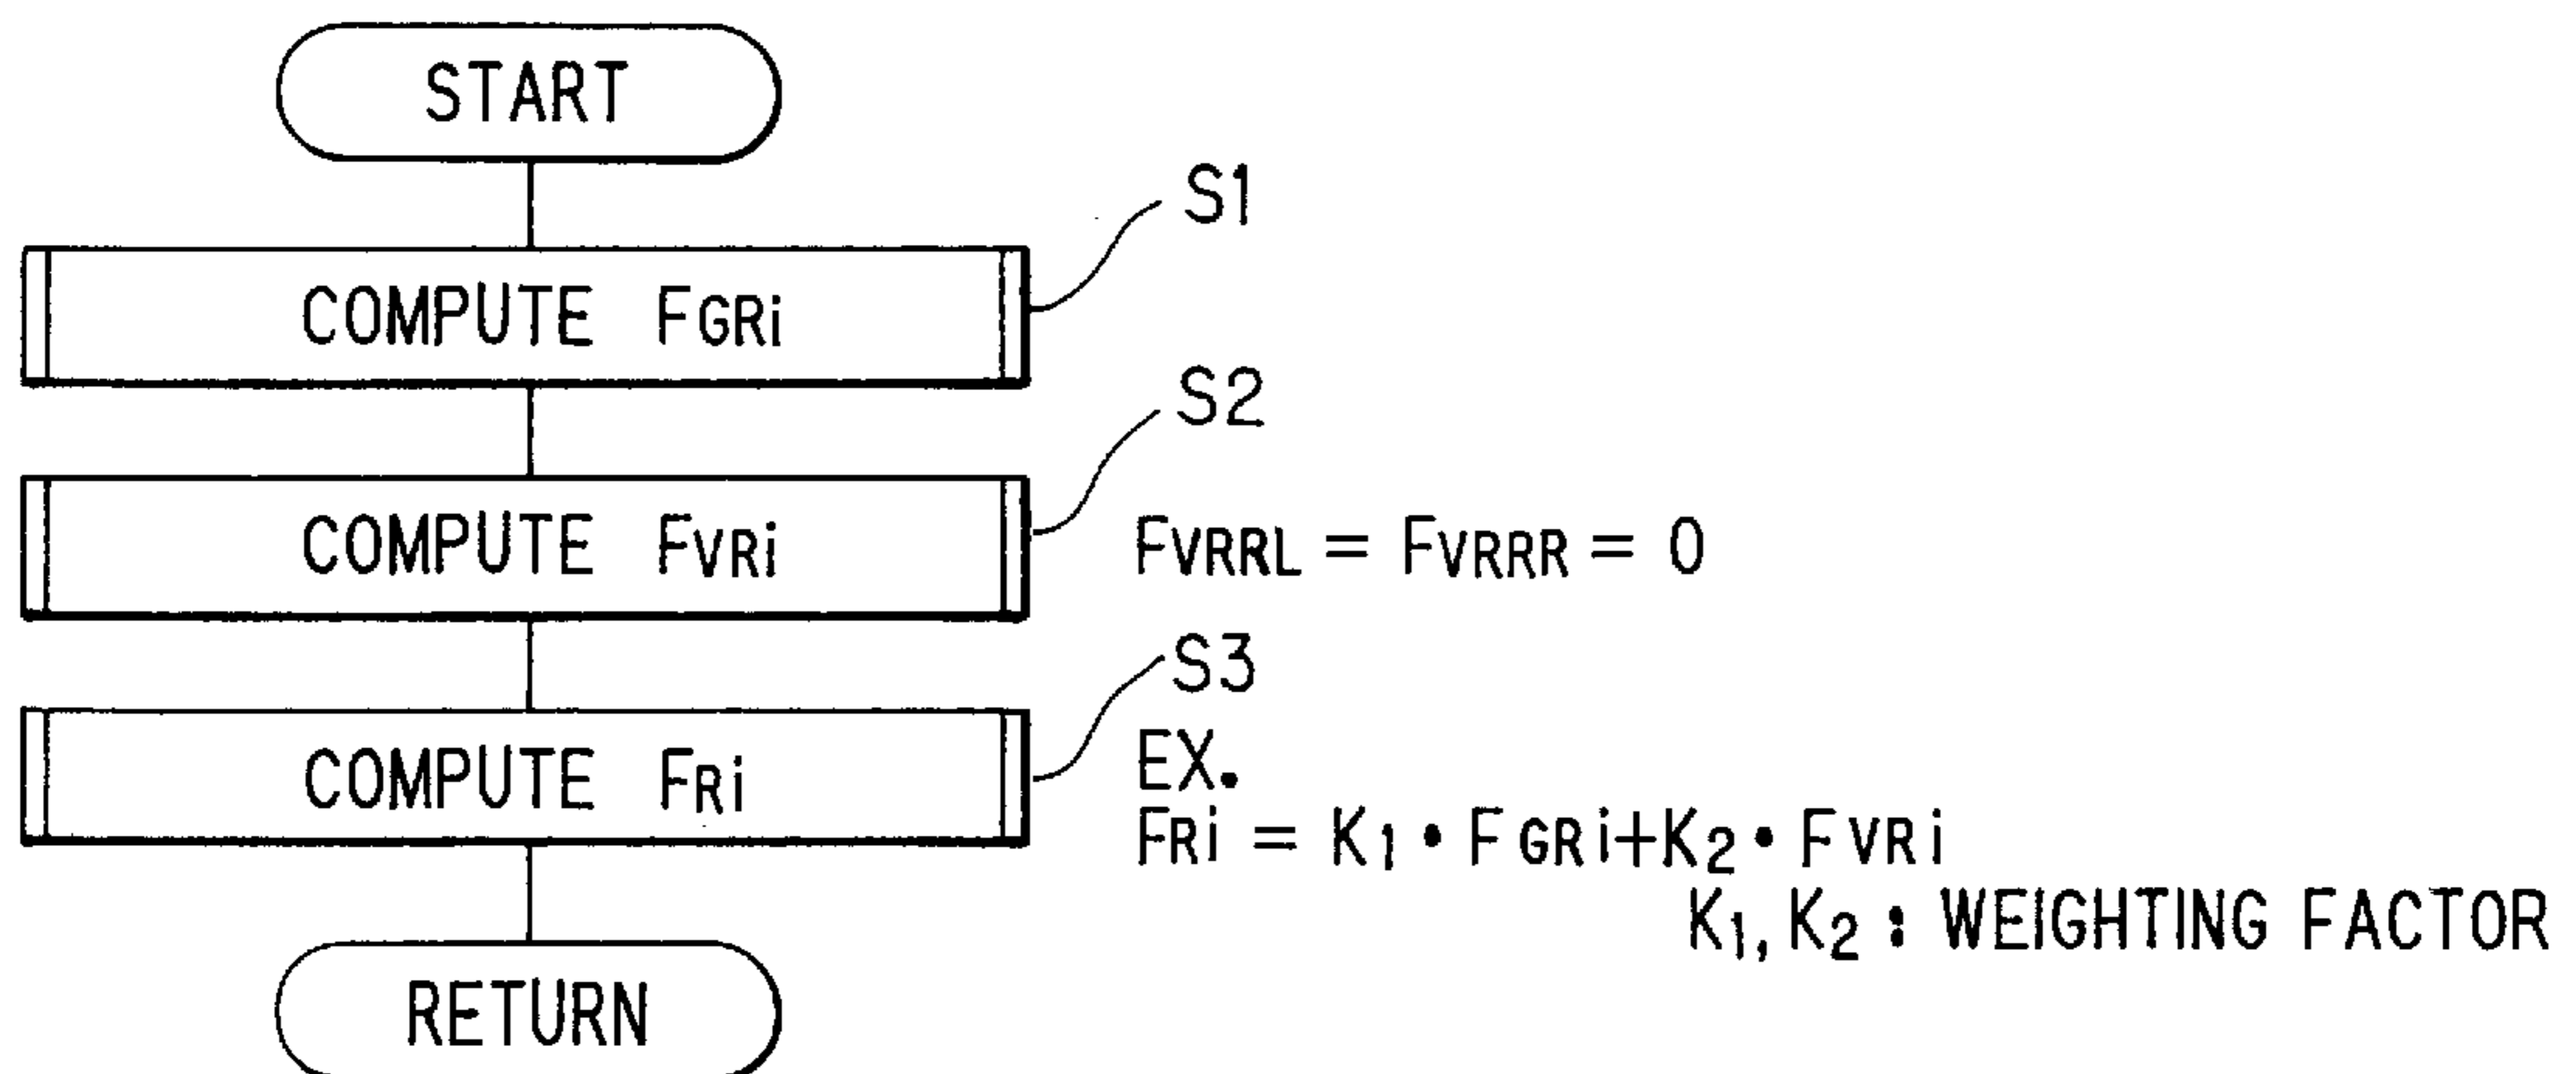 START
S1
COMPUTE FGRi
S2
COMPUTE FVRi
FVRRL = FVRRR = 0
S3
COMPUTE FRi
EX.
FRi = K1 • FGRi+K2 • FVRi
K1, K2 : WEIGHTING FACTOR
RETURN